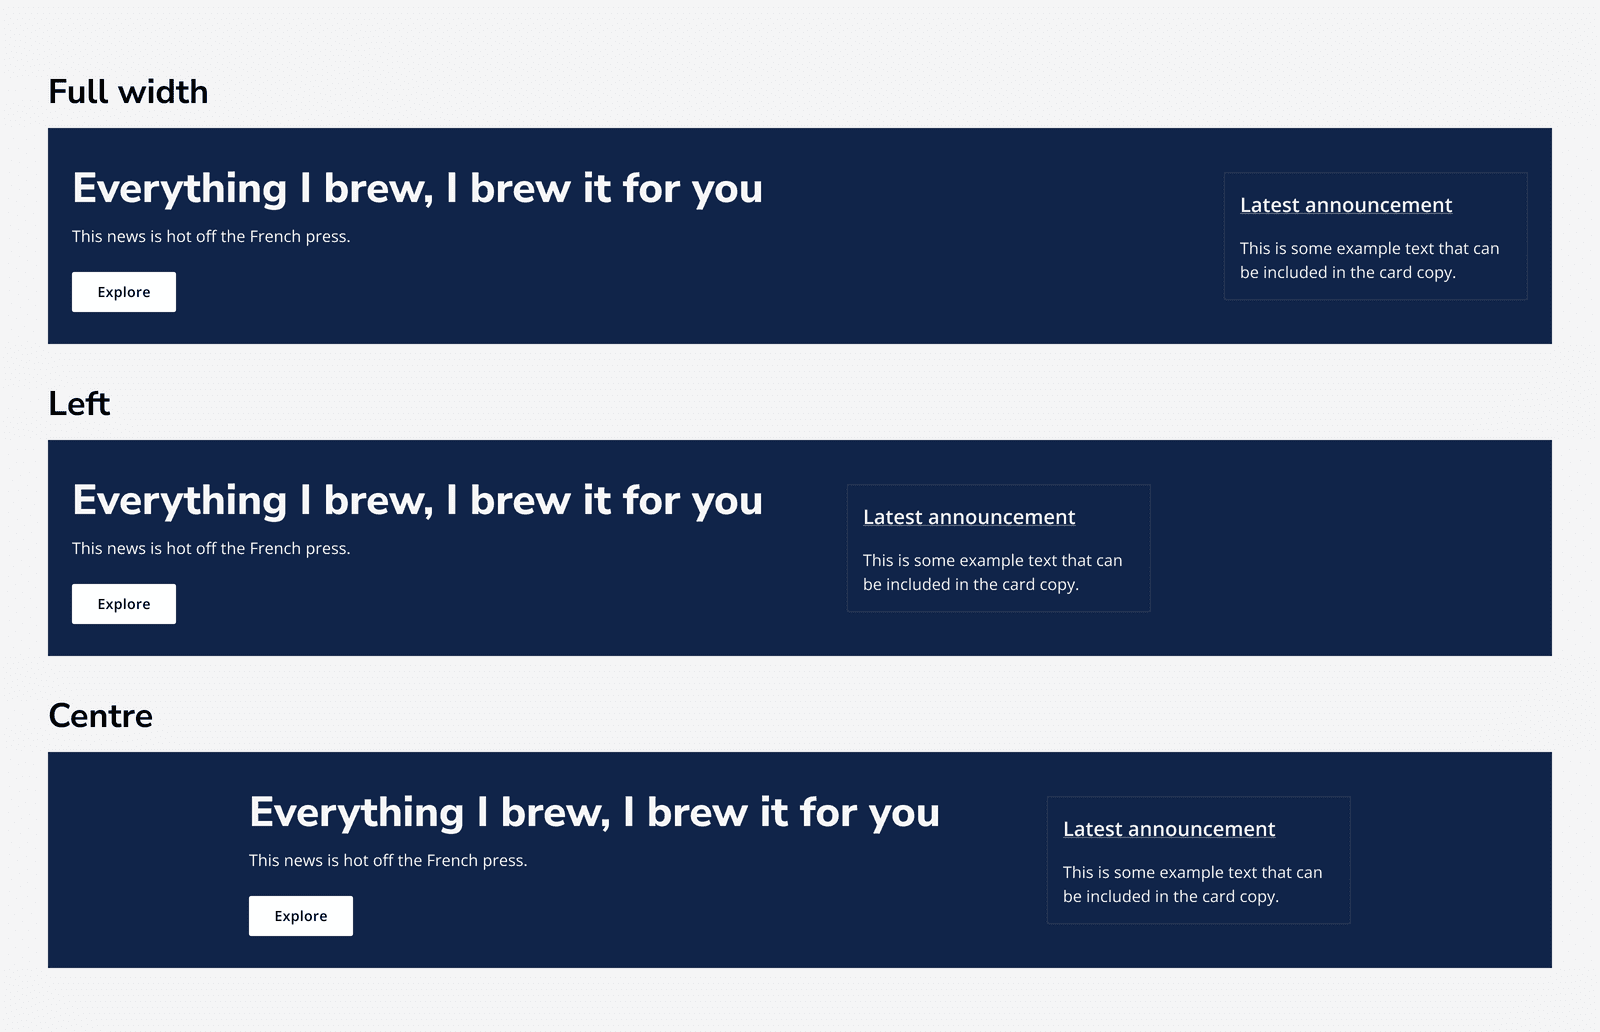 Full width
Everything I brew, I brew it for you
This news is hot off the French press.
Explore
Latest announcement
This is some example text that can
be included in the card copy.
Left
Everything I brew, I brew it for you
This news is hot off the French press.
Explore
Latest announcement
This is some example text that can
be included in the card copy.
Centre
Everything I brew, I brew it for you
This news is hot off the French press.
Explore
Latest announcement
This is some example text that can
be included in the card copy.